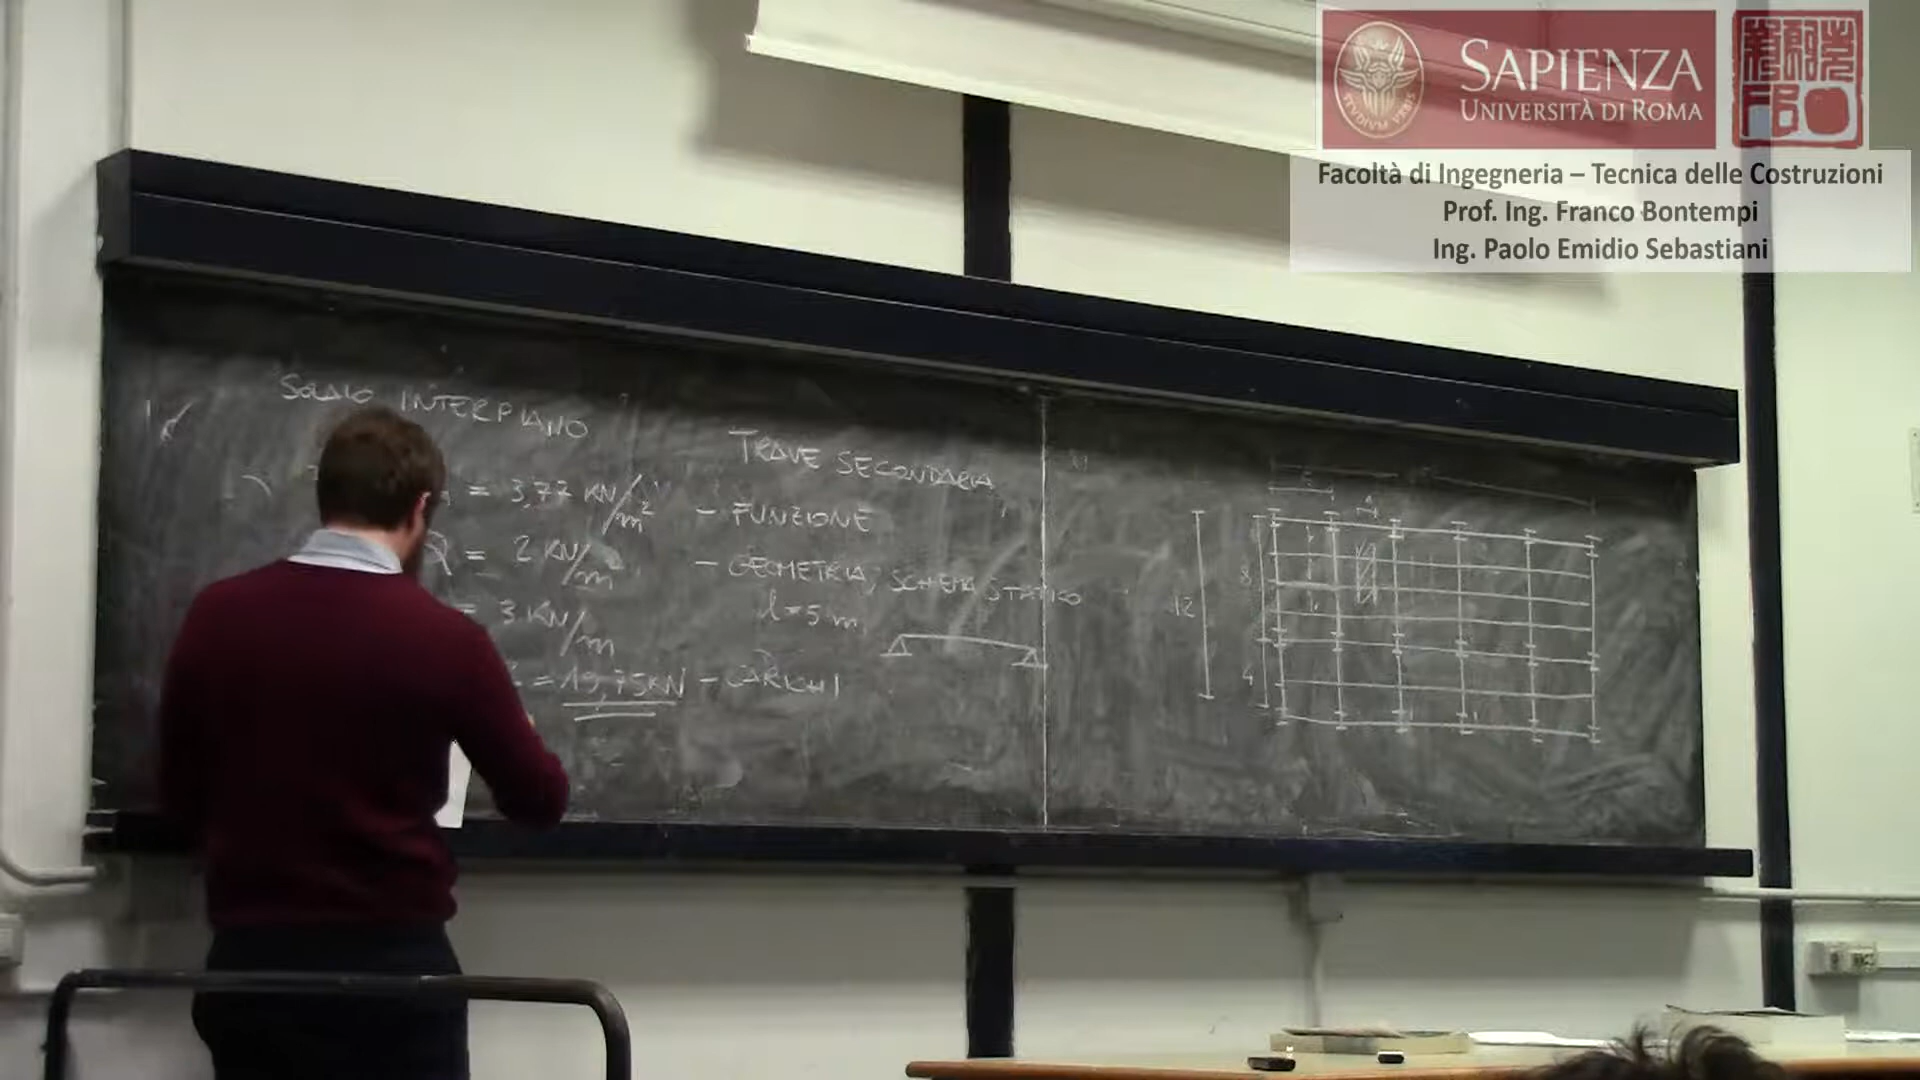 SAPIENZA
UNIVERSITÀ DI ROMA
Facoltà di Ingegneria – Tecnica delle Costruzioni
Prof. Ing. Franco Bontempi
Ing. Paolo Emidio Sebastiani
SOLAIO INTERPIANO
= 3,77 KN/m²
Q = 2 KN/m²
= 3 KN/m
= 19,75KN
TRAVE SECONDARIA
- FUNZIONE
- GEOMETRIA, SCHEMA STATICO
l=5 m
- CARICHI
12
8
4